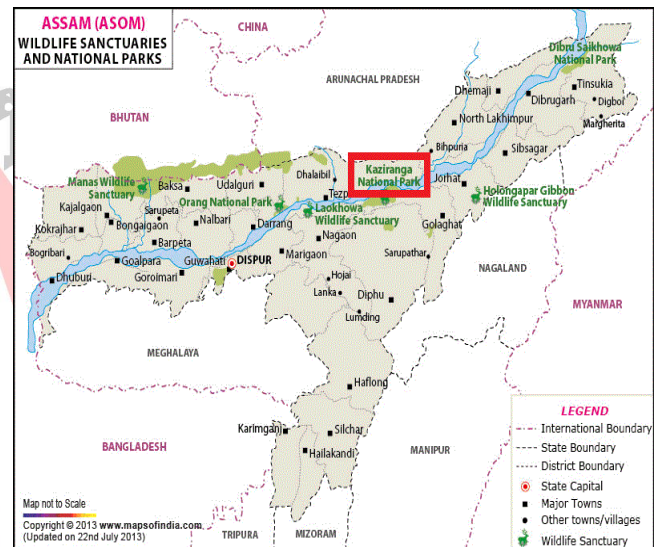 ASSAM (ASOM)
WILDLIFE SANCTUARIES
AND NATIONAL PARKS
CHINA
Dibru Saikhowa
National Park
ARUNACHAL PRADESH
Tinsukia
Dhemaji
Dibrugarh
Digboi
BHUTAN
North Lakhimpur
Margherita
Bihpuria
Sibsagar
Kaziranga
National Park
Dhalaibil
Manas Wildlife
Sanctuary
Baksa
Udalguri
Jorhat
Tezp
Holongapar Gibbon
Wildlife Sanctuary
Orang National Park
Kajalgaon
Sarupeta
Laokhowa
Wildlife Sanctuary
Kokrajhar
Bongaigaon
Nalbari
Darrang
Golaghat
Nagaon
Barpeta
Bogribari
Goalpara
Guwahati
DISPUR
Marigaon
Sarupathar
NAGALAND
Dhuburi
Goroimari
Hojai
Lanka
Diphu
MYANMAR
Lumding
MEGHALAYA
Haflong
Karimganj
Silchar
BANGLADESH
Hailakandi
MANIPUR
LEGEND
International Boundary
State Boundary
District Boundary
State Capital
Major Towns
Other towns/villages
Wildlife Sanctuary
Map not to Scale
Copyright © 2013 www.mapsofindia.com
(Updated on 22nd July 2013)
TRIPURA
MIZORAM